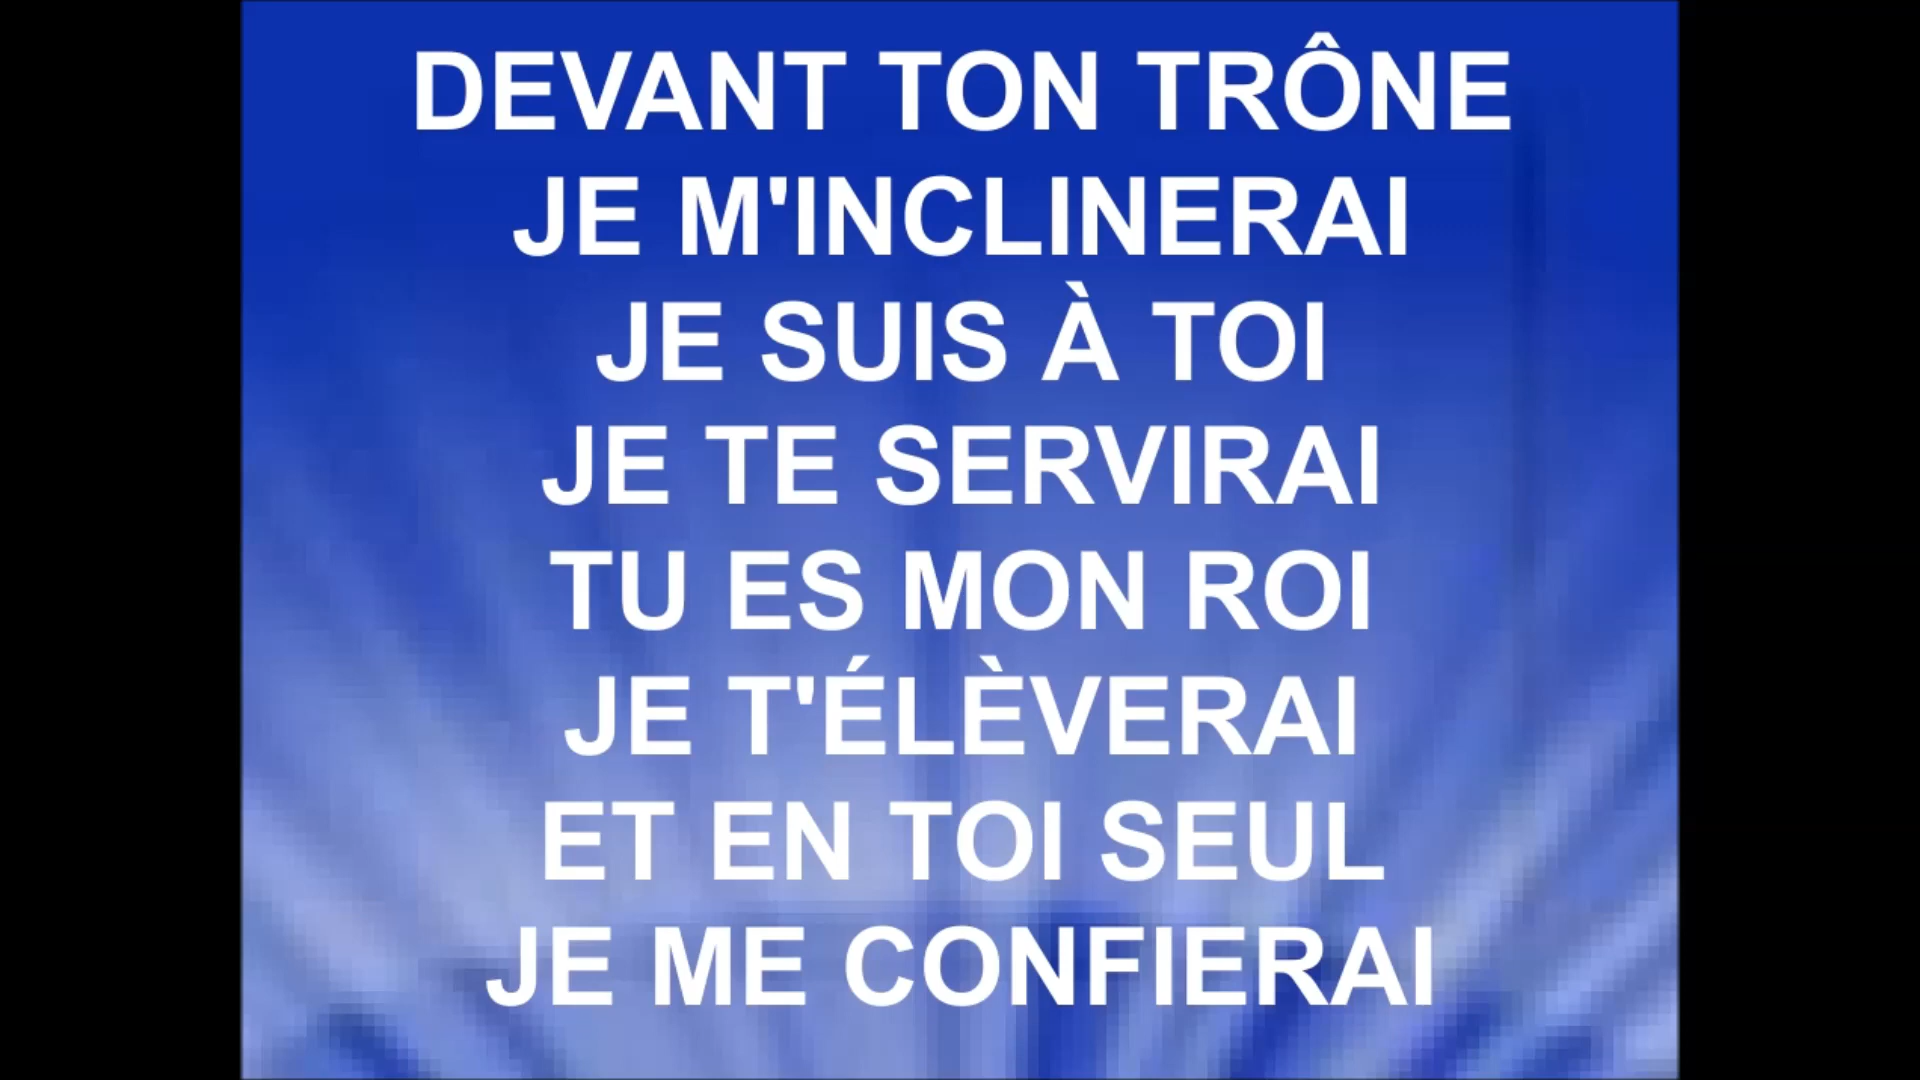 DEVANT TON TRÔNE
JE M'INCLINERAI
JE SUIS À TOI
JE TE SERVIRAI
TU ES MON ROI
JE T'ÉLÈVERAI
ET EN TOI SEUL
JE ME CONFIERAI